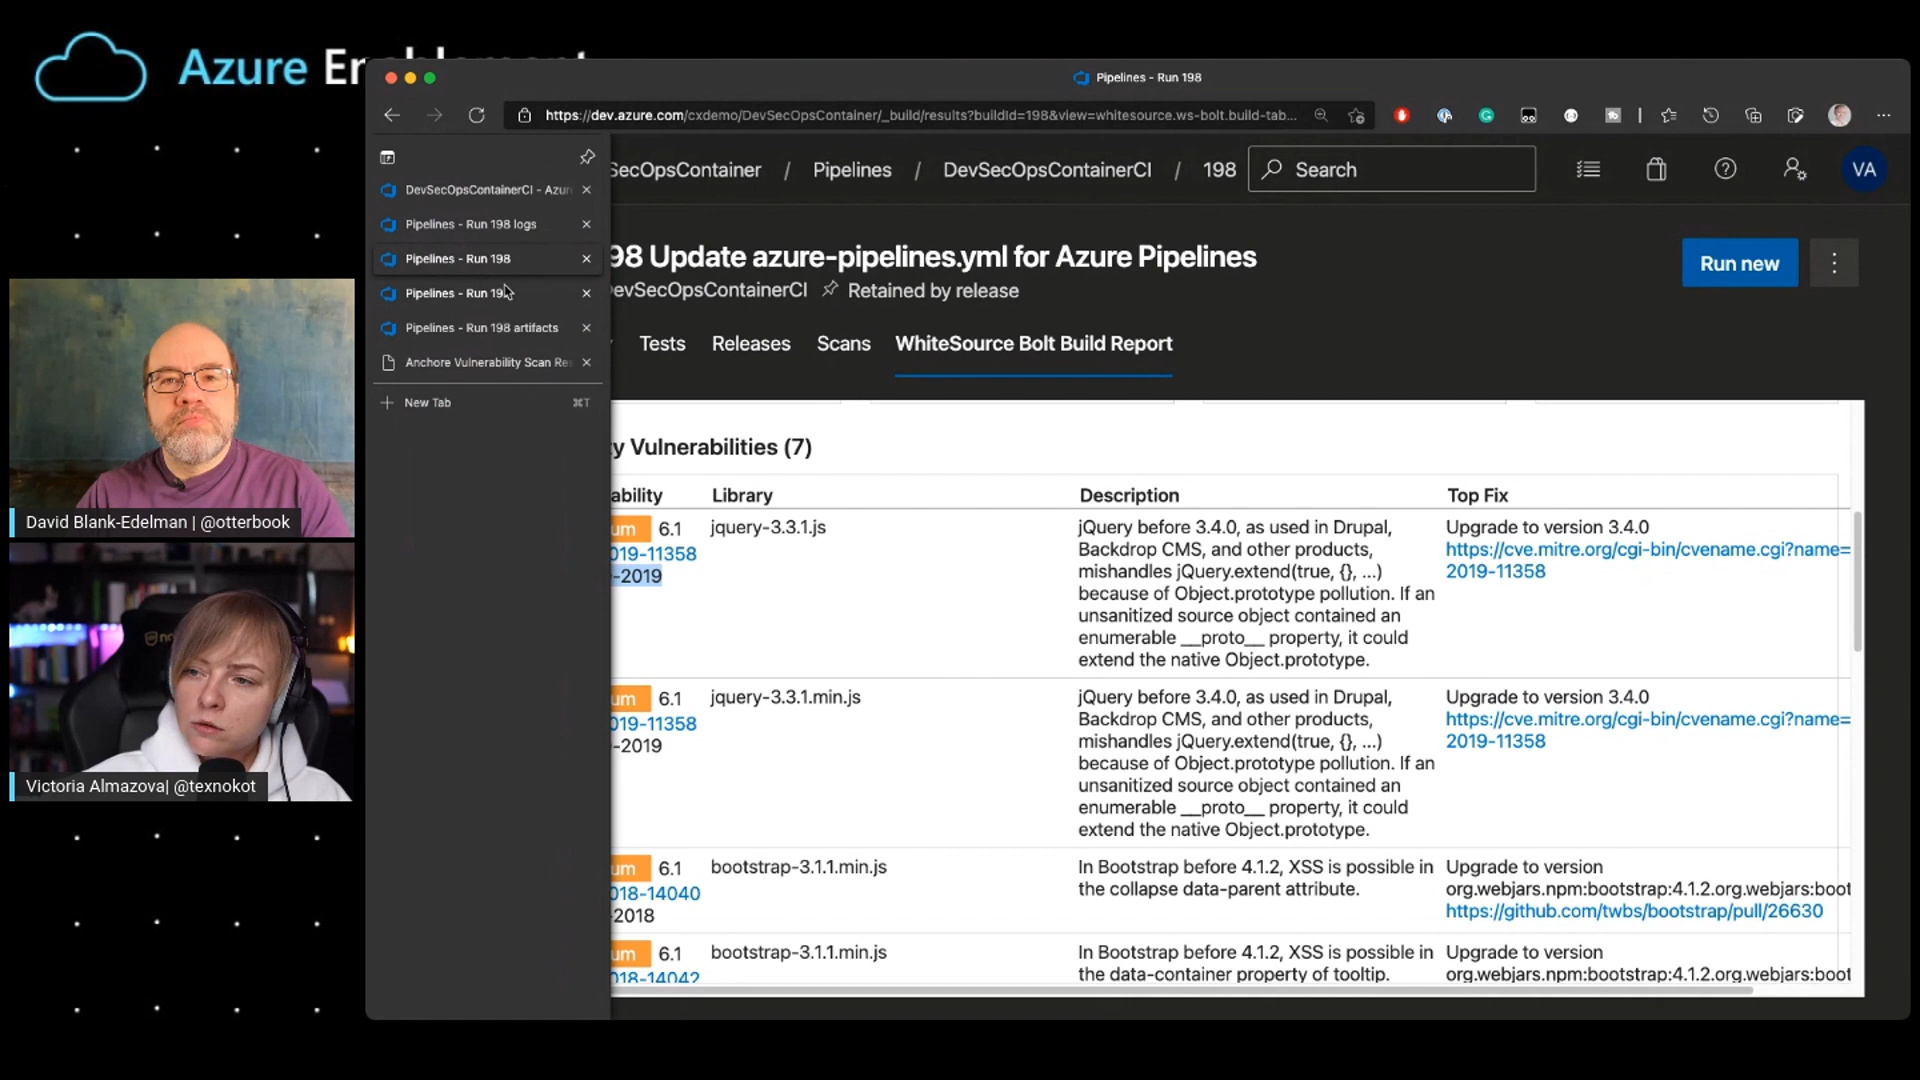 Azure
Pipelines - Run 198
https://dev.azure.com/cxdemo/DevSecOpsContainer/_build/results?buildId=198&view=whitesource.ws-bolt.build-tab...
DevSecOpsContainerCI - Azur
Pipelines - Run 198 logs
Pipelines - Run 198
Pipelines - Run
Pipelines - Run 198 artifacts
Anchore Vulnerability Scan Re
New Tab ⌘T
SecOpsContainer / Pipelines / DevSecOpsContainerCI / 198
Search
VA
98 Update azure-pipelines.yml for Azure Pipelines
Run new
evSecOpsContainerCI Retained by release
Tests Releases Scans WhiteSource Bolt Build Report
y Vulnerabilities (7)
ability Library Description Top Fix
um 6.1 jquery-3.3.1.js
019-11358
-2019
jQuery before 3.4.0, as used in Drupal,
Backdrop CMS, and other products,
mishandles jQuery.extend(true, {}, ...)
because of Object.prototype pollution. If an
unsanitized source object contained an
enumerable __proto__ property, it could
extend the native Object.prototype.
Upgrade to version 3.4.0
https://cve.mitre.org/cgi-bin/cvename.cgi?name=
2019-11358
um 6.1 jquery-3.3.1.min.js
019-11358
-2019
jQuery before 3.4.0, as used in Drupal,
Backdrop CMS, and other products,
mishandles jQuery.extend(true, {}, ...)
because of Object.prototype pollution. If an
unsanitized source object contained an
enumerable __proto__ property, it could
extend the native Object.prototype.
Upgrade to version 3.4.0
https://cve.mitre.org/cgi-bin/cvename.cgi?name=
2019-11358
um 6.1 bootstrap-3.1.1.min.js
018-14040
-2018
In Bootstrap before 4.1.2, XSS is possible in
the collapse data-parent attribute.
Upgrade to version
org.webjars.npm:bootstrap:4.1.2.org.webjars:boot
https://github.com/twbs/bootstrap/pull/26630
um 6.1 bootstrap-3.1.1.min.js
018-14042
In Bootstrap before 4.1.2, XSS is possible in
the data-container property of tooltip.
Upgrade to version
org.webjars.npm:bootstrap:4.1.2.org.webjars:boot
David Blank-Edelman | @otterbook
Victoria Almazova| @texnokot